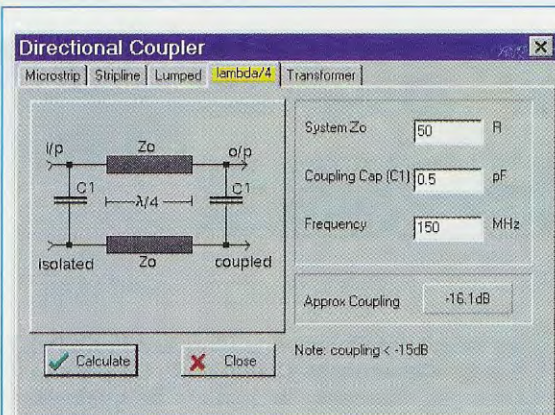 Directional Coupler
Microstrip Stripline Lumped lambda/4 Transformer
i/p Zo o/p
C1 λ/4 C1
isolated Zo coupled
System Zo 50 R
Coupling Cap (C1) 0.5 pF
Frequency 150 MHz
Approx Coupling -16.1dB
Note: coupling < -15dB
Calculate Close